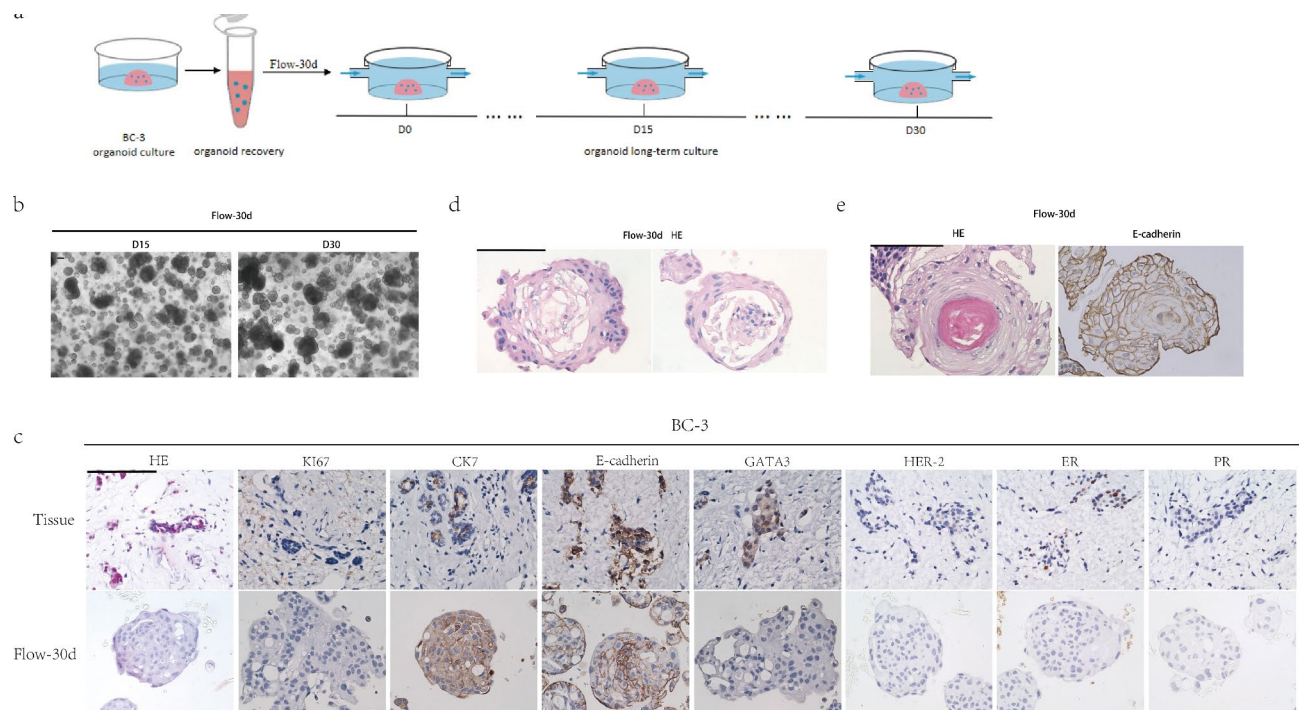 a
Flow-30d
D0
... ...
D15
... ...
D30
BC-3
organoid culture
organoid recovery
organoid long-term culture
b
Flow-30d
D15
D30
d
Flow-30d HE
e
Flow-30d
HE
E-cadherin
c
BC-3
HE
KI67
CK7
E-cadherin
GATA3
HER-2
ER
PR
Tissue
Flow-30d